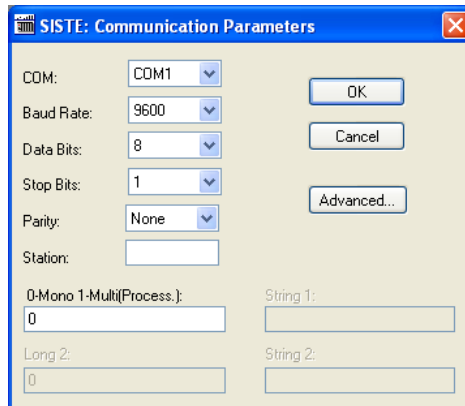 SISTE: Communication Parameters
COM: COM1
OK
Baud Rate: 9600
Cancel
Data Bits: 8
Stop Bits: 1
Advanced...
Parity: None
Station:
0-Mono 1-Multi(Process.): String 1:
0
Long 2: String 2:
0